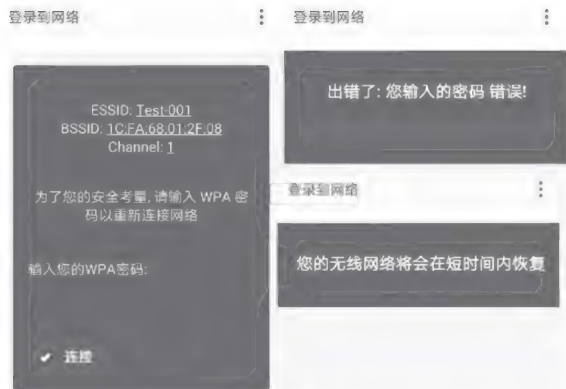 登录到网络
ESSID: Test-001
BSSID: 1C:FA:68:01:2F:08
Channel: 1
为了您的安全考量, 请输入 WPA 密
码以重新连接网络
输入您的WPA密码:
连接
登录到网络
出错了: 您输入的密码 错误!
登录到网络
您的无线网络将会在短时间内恢复